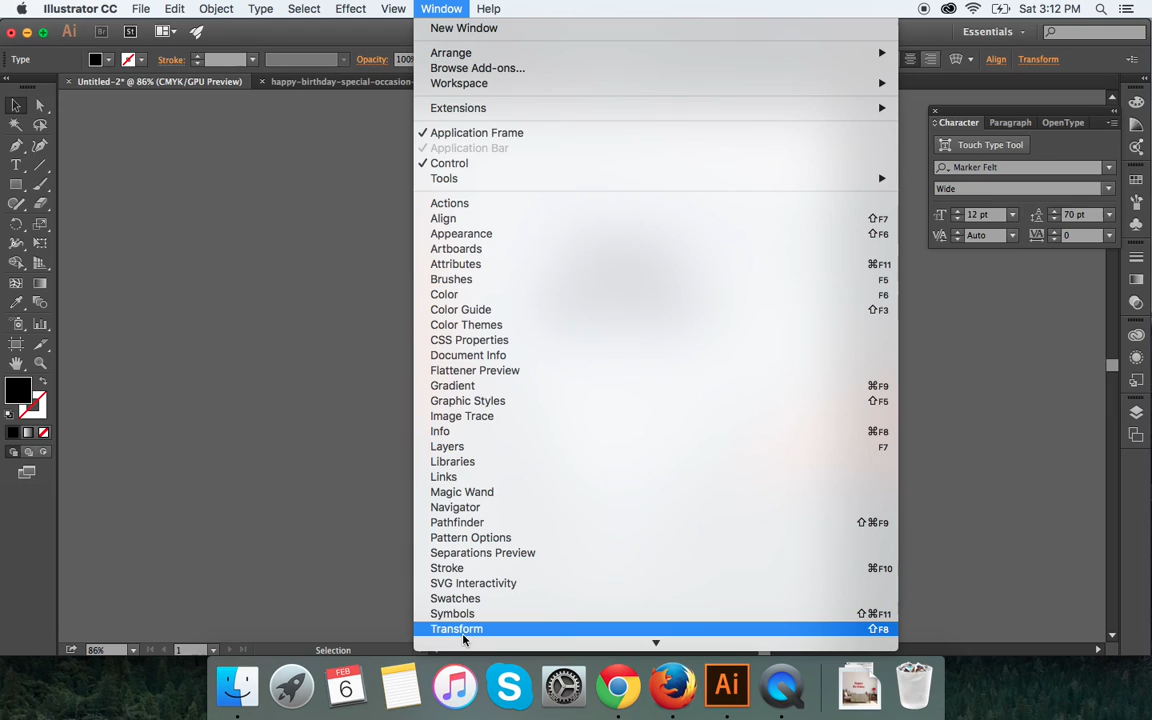 Illustrator CC File Edit Object Type Select Effect View Window Help Sat 3:12 PM
Ai Br St Essentials
Type Stroke: Opacity: 100% Align Transform
Untitled-2* @ 86% (CMYK/GPU Preview) happy-birthday-special-occasion-
New Window
Arrange
Browse Add-ons...
Workspace
Extensions
✓ Application Frame
✓ Application Bar
✓ Control
Tools
Actions
Align ⇧F7
Appearance ⇧F6
Artboards
Attributes ⌘F11
Brushes F5
Color F6
Color Guide ⇧F3
Color Themes
CSS Properties
Document Info
Flattener Preview
Gradient ⌘F9
Graphic Styles ⇧F5
Image Trace
Info ⌘F8
Layers F7
Libraries
Links
Magic Wand
Navigator
Pathfinder ⇧⌘F9
Pattern Options
Separations Preview
Stroke ⌘F10
SVG Interactivity
Swatches
Symbols ⇧⌘F11
Transform ⇧F8
Character Paragraph OpenType
Touch Type Tool
Marker Felt
Wide
12 pt 70 pt
Auto 0
86% 1 Selection
FEB
6
Ai